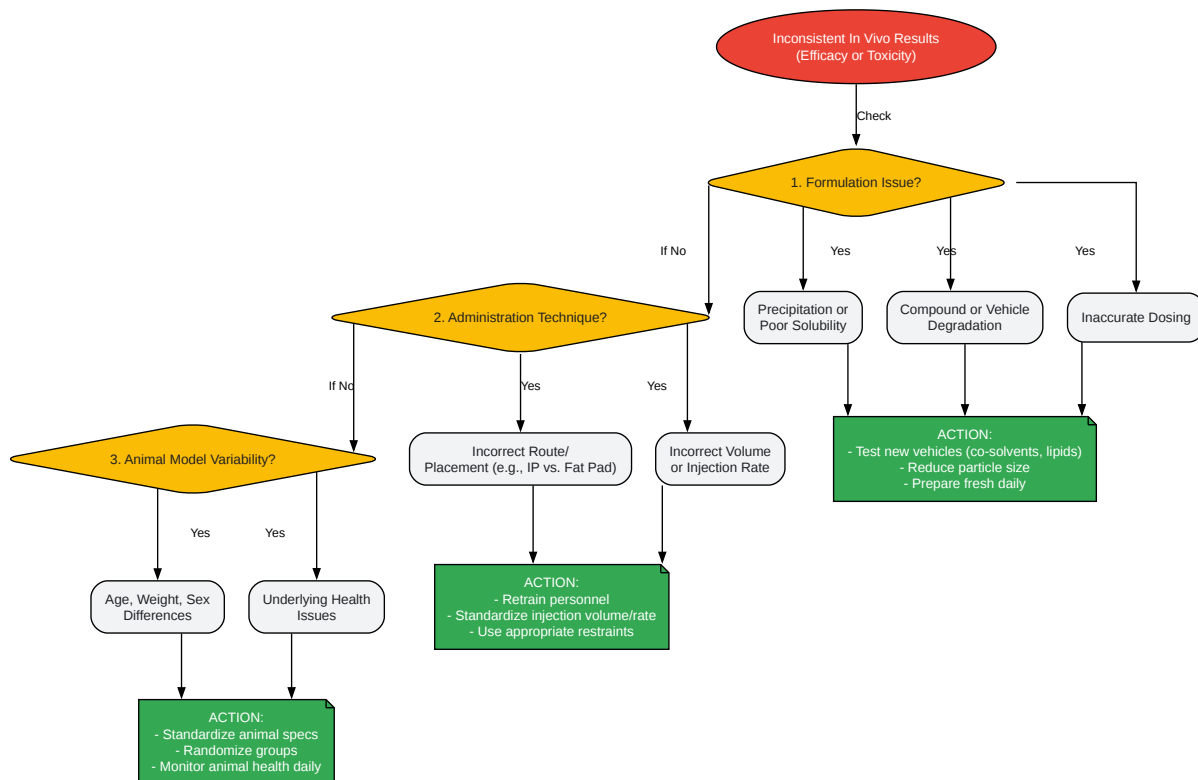 Inconsistent In Vivo Results
(Efficacy or Toxicity)
Check
1. Formulation Issue?
If No
Yes
Yes
Yes
Precipitation or
Poor Solubility
Compound or Vehicle
Degradation
Inaccurate Dosing
2. Administration Technique?
If No
Yes
Yes
ACTION:
- Test new vehicles (co-solvents, lipids)
- Reduce particle size
- Prepare fresh daily
Incorrect Route/
Placement (e.g., IP vs. Fat Pad)
Incorrect Volume
or Injection Rate
3. Animal Model Variability?
Yes
Yes
ACTION:
- Retrain personnel
- Standardize injection volume/rate
- Use appropriate restraints
Age, Weight, Sex
Differences
Underlying Health
Issues
ACTION:
- Standardize animal specs
- Randomize groups
- Monitor animal health daily